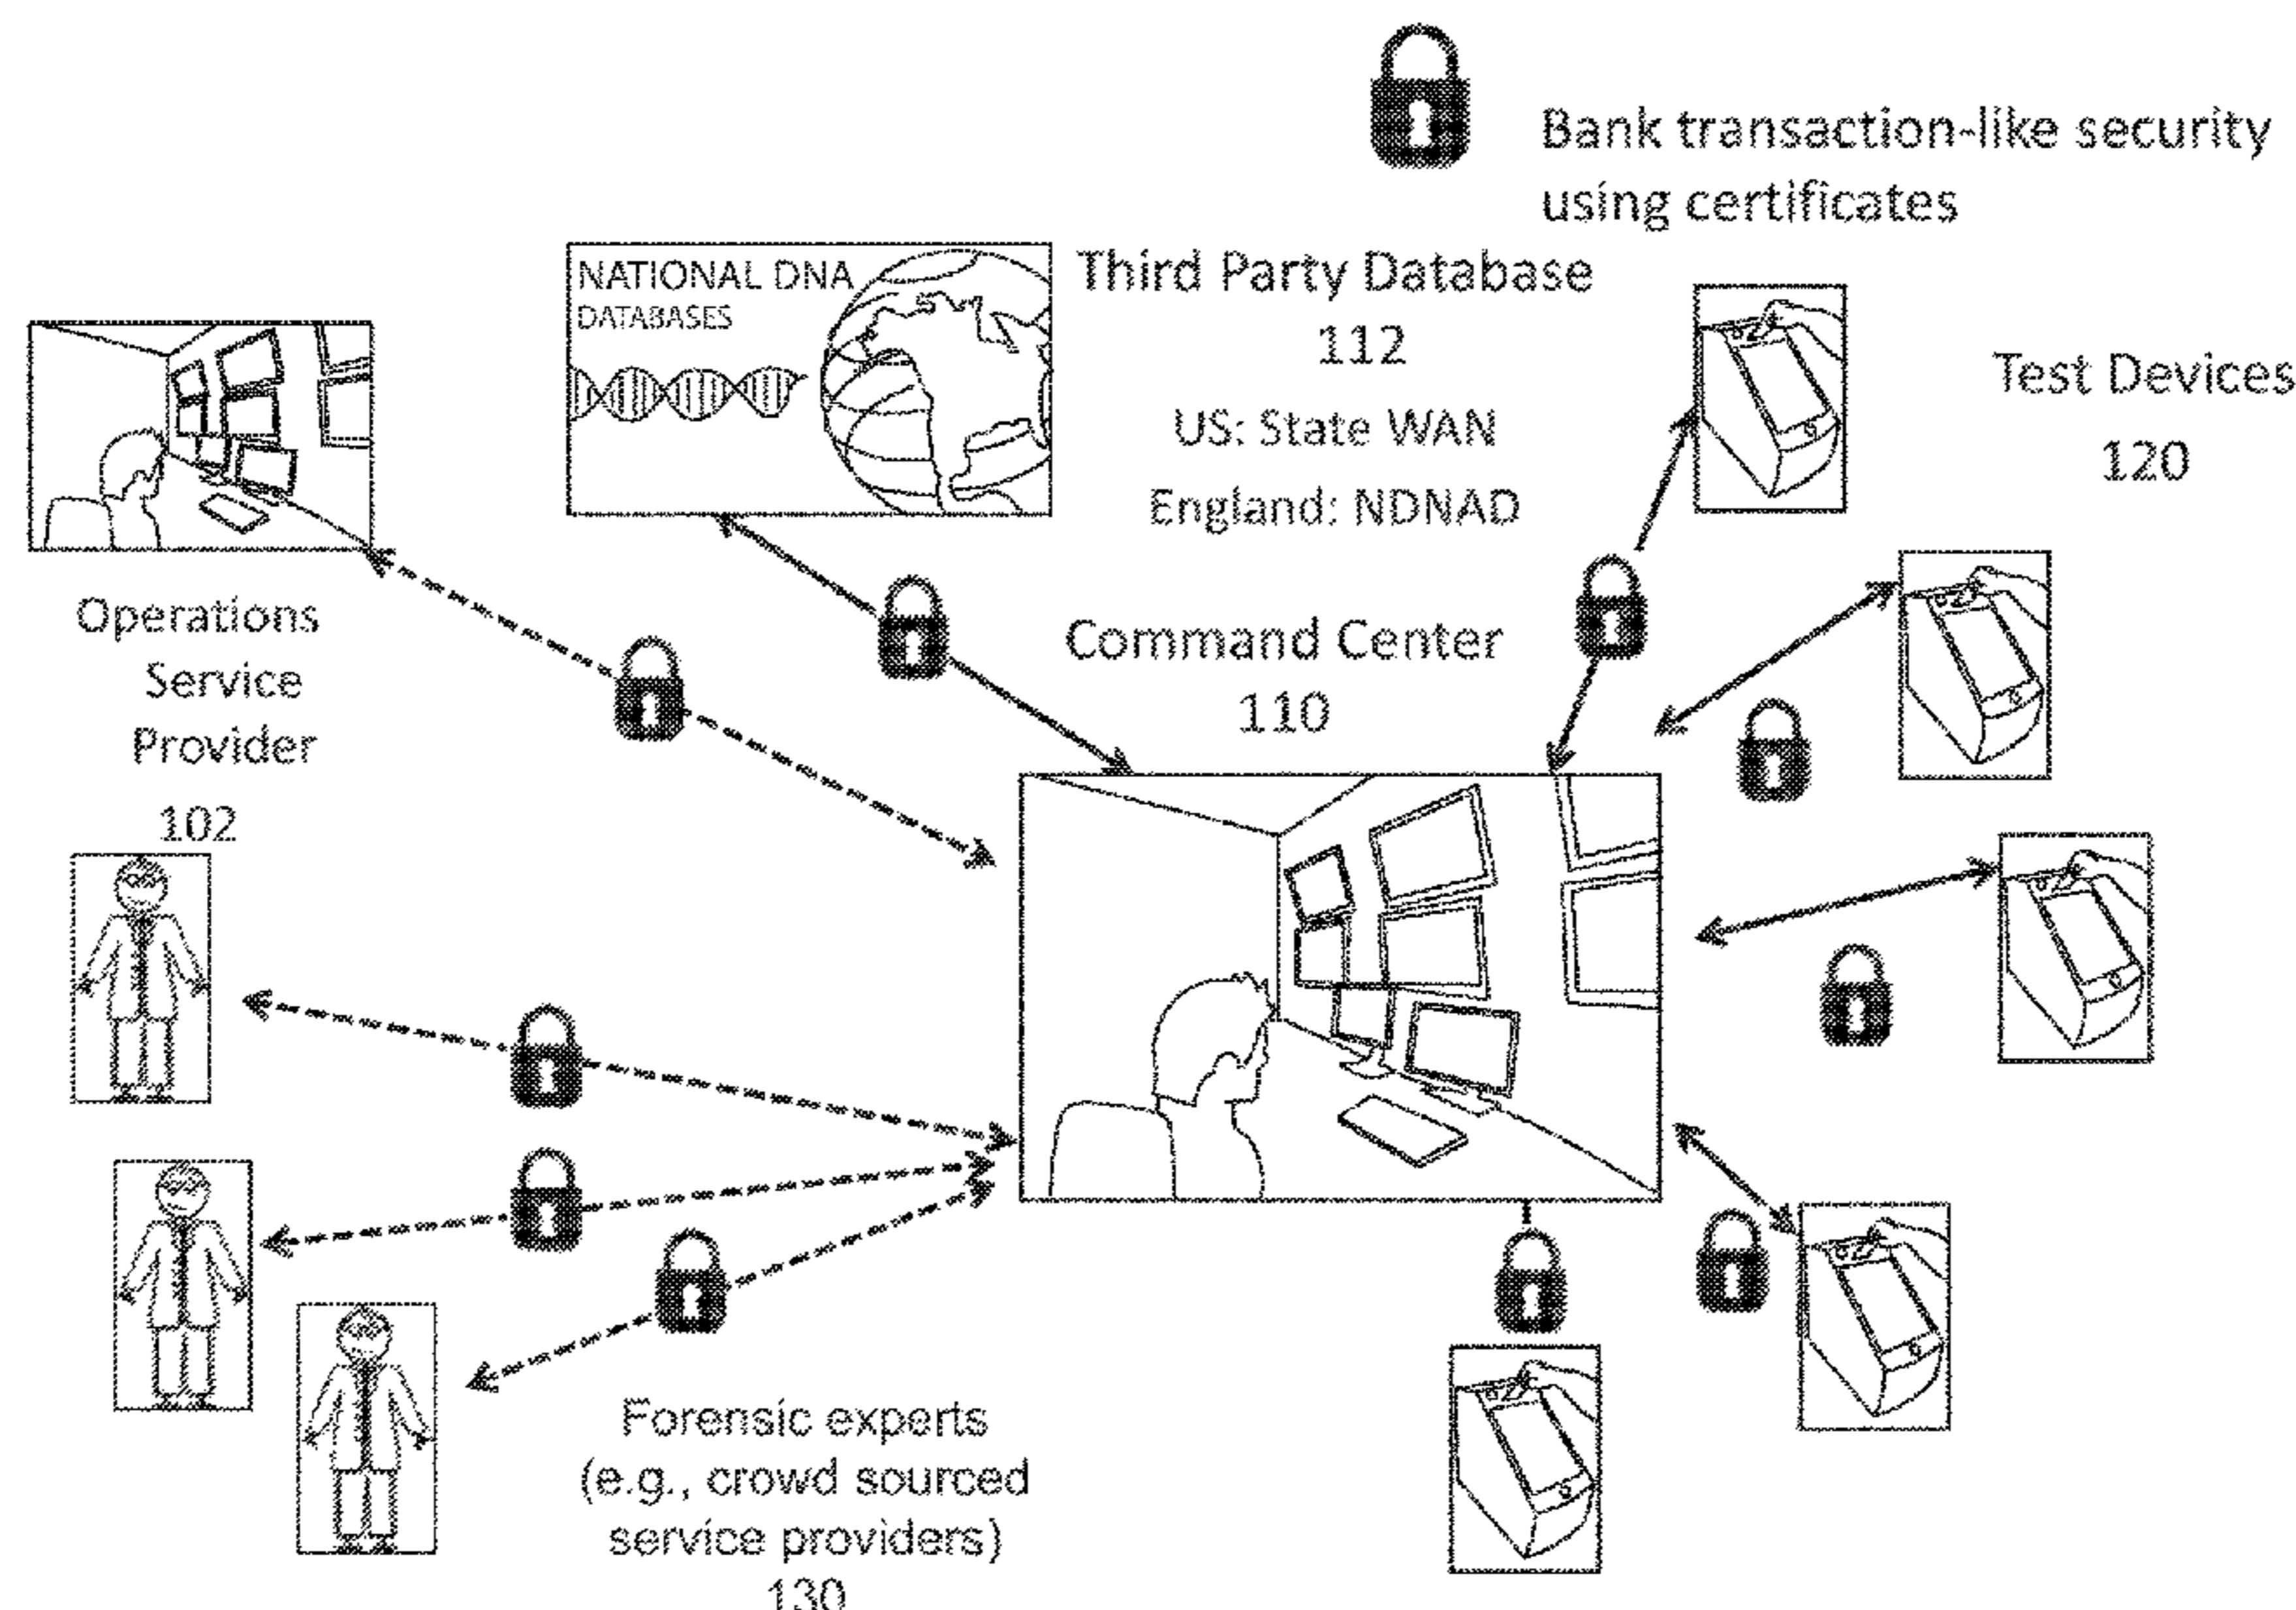 Bank transaction-like security
using certificates
NATIONAL DNA
DATABASES
Third Party Database
112
US: State WAN
England: NDNAD
Test Devices
120
Operations
Service
Provider
102
Command Center
110
Forensic experts
(e.g., crowd sourced
service providers)
130